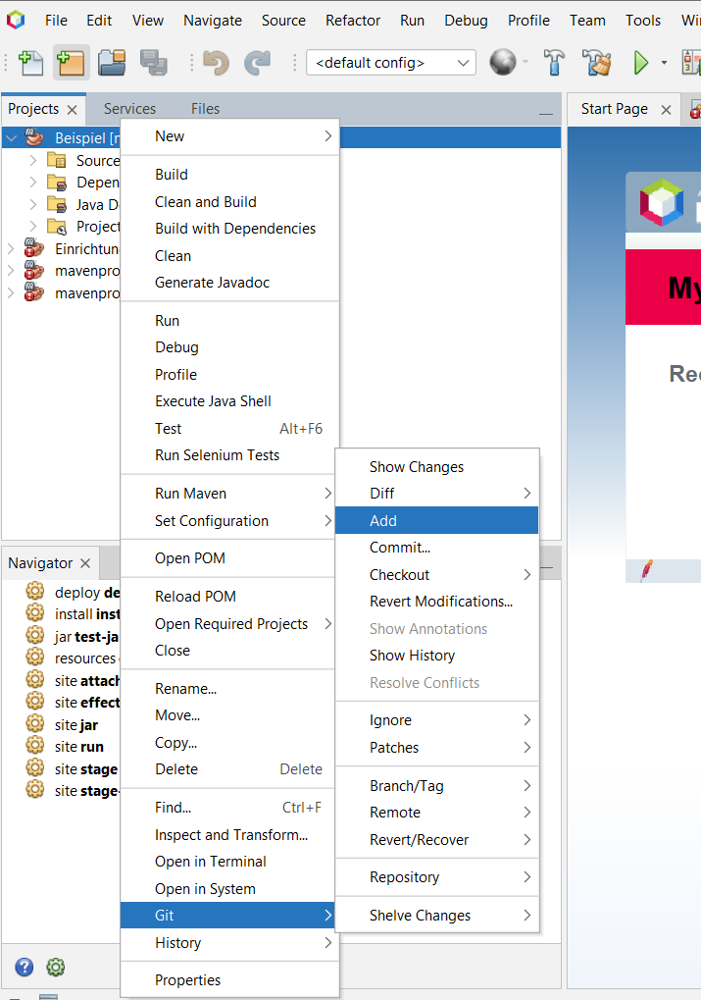 File Edit View Navigate Source Refactor Run Debug Profile Team Tools
<default config>
Projects Services Files Start Page
Beispiel
Source
Java
Project
mavenpro
mavenpro
New
Build
Clean and Build
Build with Dependencies
Clean
Generate Javadoc
Run
Debug
Profile
Execute Java Shell
Test Alt+F6
Run Selenium Tests
Run Maven
Set Configuration
Open POM
Reload POM
Open Required Projects
Close
Rename...
Move...
Copy...
Delete Delete
Find... Ctrl+F
Inspect and Transform...
Open in Terminal
Open in System
Git
History
Properties
Show Changes
Diff
Add
Commit...
Checkout
Revert Modifications...
Show Annotations
Show History
Resolve Conflicts
Ignore
Patches
Branch/Tag
Remote
Revert/Recover
Repository
Shelve Changes
Navigator
deploy
install
jar test-ja
resources
site attach
site effect
site jar
site run
site stage
site stage-
My